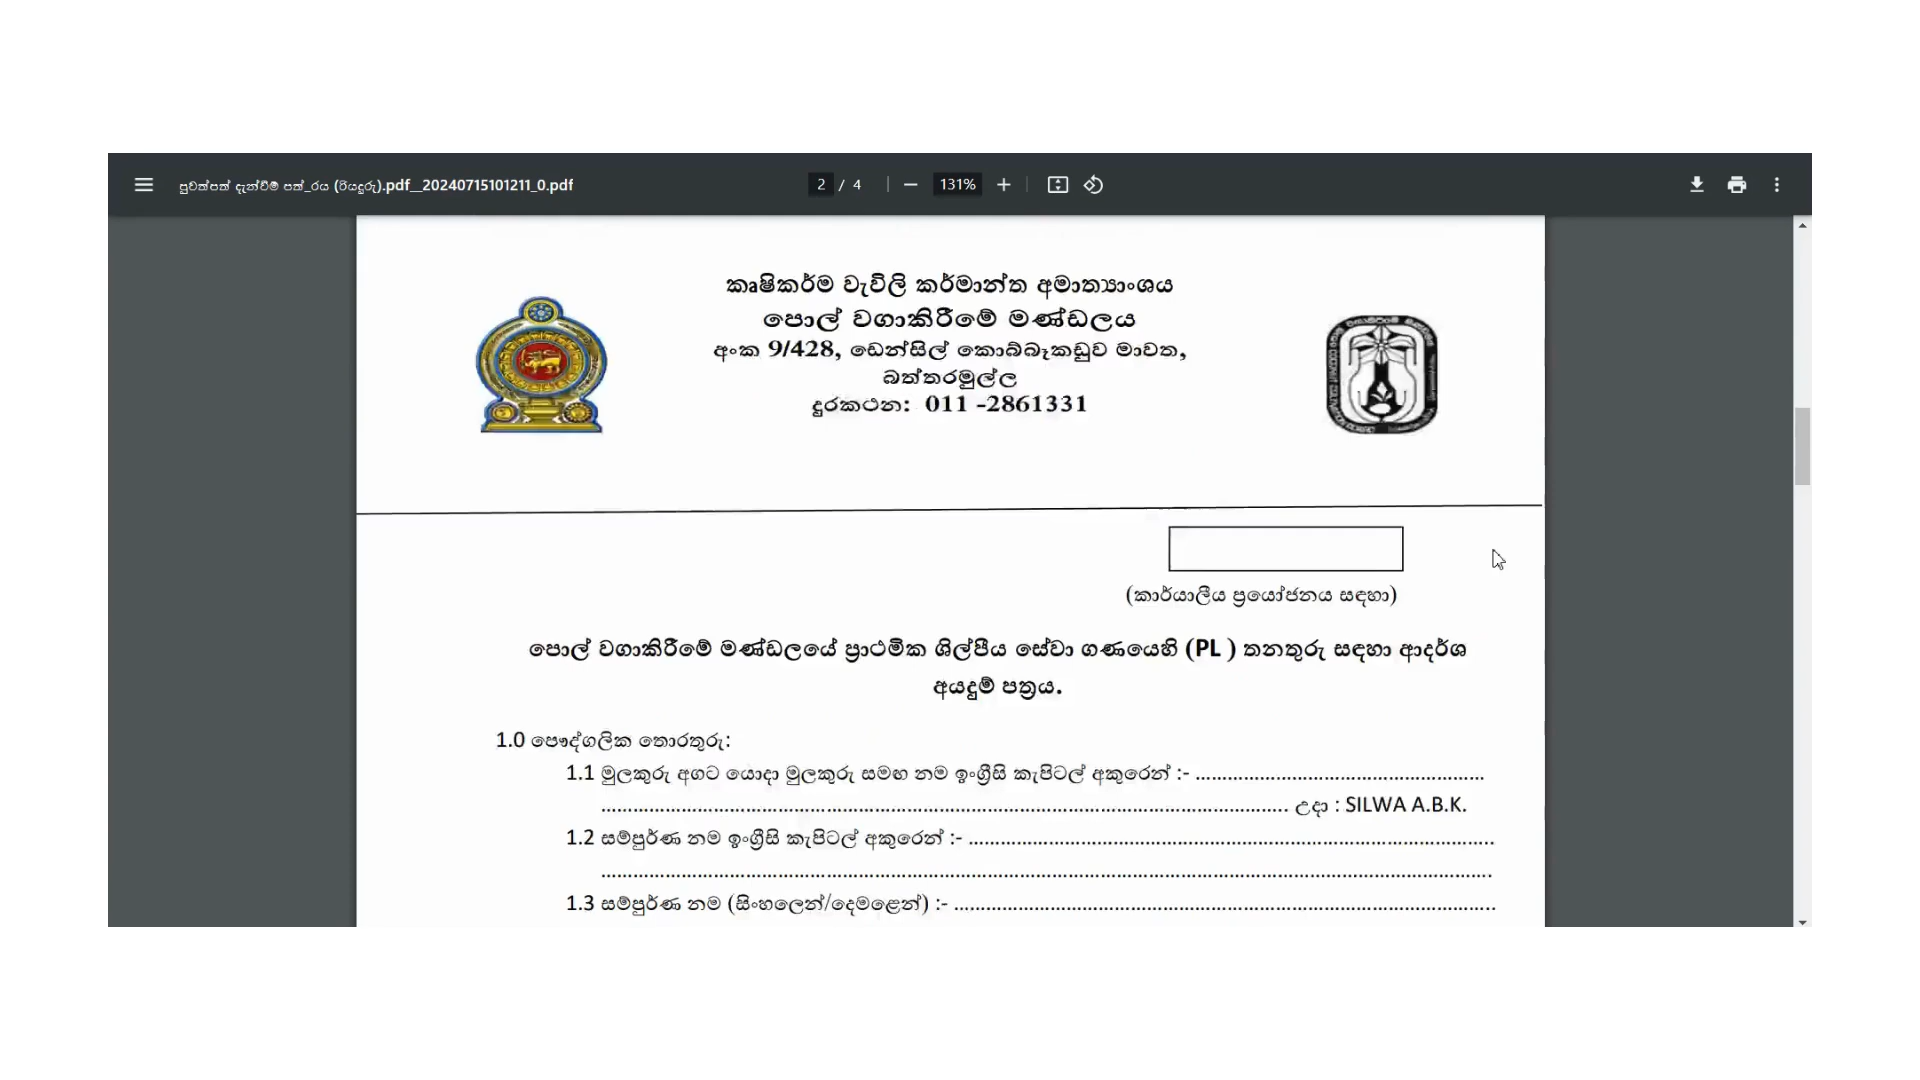 පුවත්පත් දැන්වීම් පත්_රය (රියදුරු).pdf_20240715101211_0.pdf
2 / 4
131%
කෘෂිකර්ම වැවිලි කර්මාන්ත අමාත්‍යාංශය
පොල් වගාකිරීමේ මණ්ඩලය
අංක 9/428, ඩෙන්සිල් කොබ්බෑකඩුව මාවත,
බත්තරමුල්ල
දුරකථන: 011 -2861331
(කාර්යාලීය ප්‍රයෝජනය සඳහා)
පොල් වගාකිරීමේ මණ්ඩලයේ ප්‍රාථමික ශිල්පීය සේවා ගණයෙහි (PL ) තනතුරු සඳහා ආදර්ශ
අයදුම් පත්‍රය.
1.0 පෞද්ගලික තොරතුරු:
1.1 මුලකුරු අගට යොදා මුලකුරු සමඟ නම ඉංග්‍රීසි කැපිටල් අකුරෙන් :- ......................................................
................................................................................................................................ උදා : SILWA A.B.K.
1.2 සම්පුර්ණ නම ඉංග්‍රීසි කැපිටල් අකුරෙන් :- ..................................................................................................
......................................................................................................................................................................
1.3 සම්පුර්ණ නම (සිංහලෙන්/දෙමළෙන්) :- .....................................................................................................